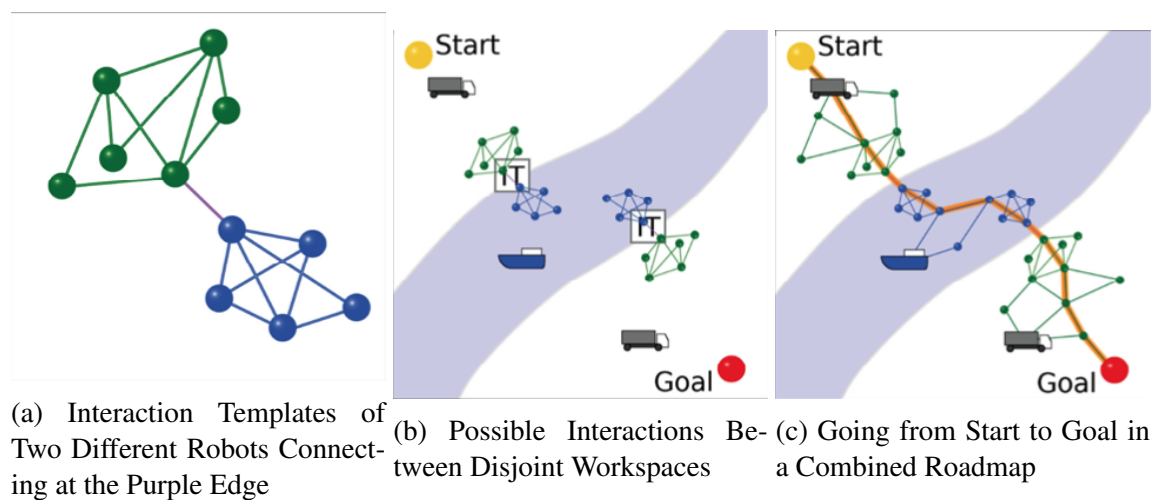 Start
IT
IT
Goal
Start
Goal
(a) Interaction Templates of
Two Different Robots Connect-
ing at the Purple Edge
(b) Possible Interactions Be-
tween Disjoint Workspaces
(c) Going from Start to Goal in
a Combined Roadmap